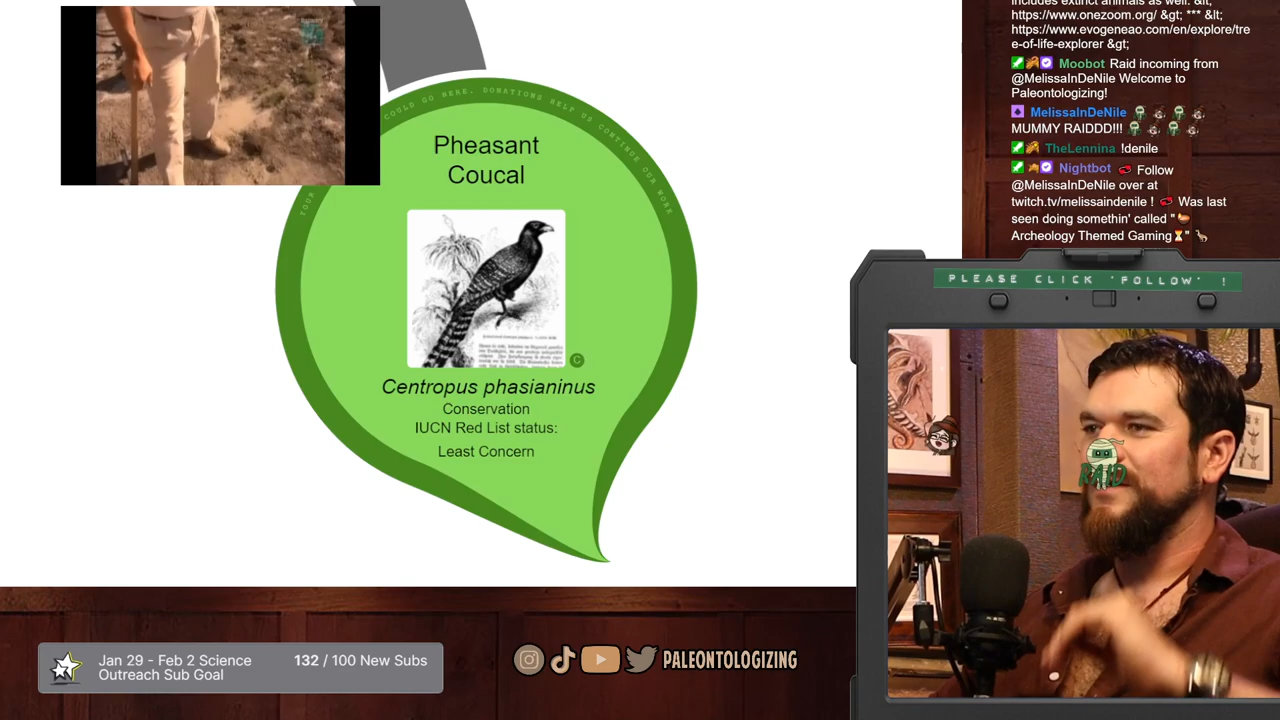 YOUR
COULD GO HERE. DONATIONS HELP US CONTINUE OUR WORK
Pheasant
Coucal
C
Centropus phasianinus
Conservation
IUCN Red List status:
Least Concern
includes extinct animals as well. &lt;
https://www.onezoom.org/ &gt; *** &lt;
https://www.evogeneao.com/en/explore/tre
e-of-life-explorer &gt;
Moobot Raid incoming from
@MelissaInDeNile Welcome to
Paleontologizing!
MelissaInDeNile
MUMMY RAIDDD!!!
TheLennina !denile
Nightbot Follow
@MelissaInDeNile over at
twitch.tv/melissaindenile ! Was last
seen doing somethin' called "
Archeology Themed Gaming "
PLEASE CLICK 'FOLLOW' !
RAID
Jan 29 - Feb 2 Science
Outreach Sub Goal
132 / 100 New Subs
PALEONTOLOGIZING